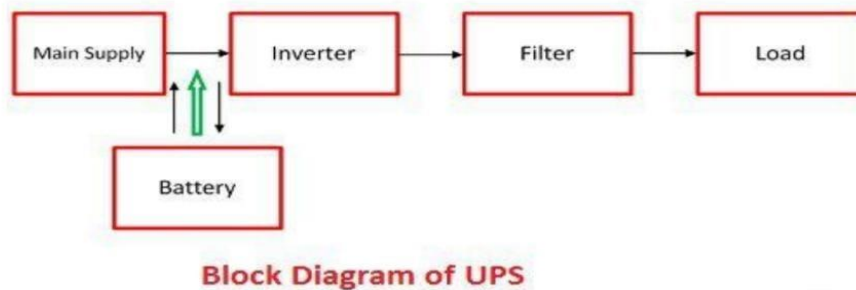 Main Supply
Inverter
Filter
Load
Battery
Block Diagram of UPS